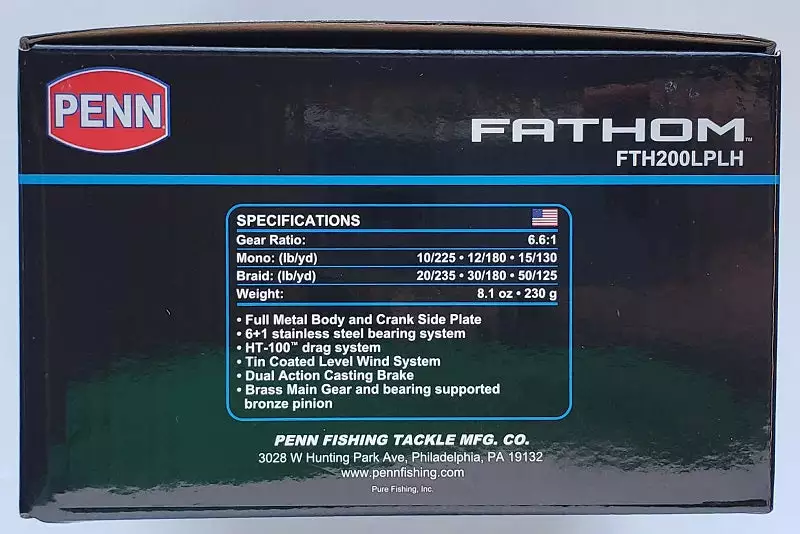 PENN
FATHOM™
FTH200LPLH
SPECIFICATIONS
Gear Ratio: 6.6:1
Mono: (lb/yd) 10/225 • 12/180 • 15/130
Braid: (lb/yd) 20/235 • 30/180 • 50/125
Weight: 8.1 oz • 230 g
• Full Metal Body and Crank Side Plate
• 6+1 stainless steel bearing system
• HT-100™ drag system
• Tin Coated Level Wind System
• Dual Action Casting Brake
• Brass Main Gear and bearing supported
bronze pinion
PENN FISHING TACKLE MFG. CO.
3028 W Hunting Park Ave, Philadelphia, PA 19132
www.pennfishing.com
Pure Fishing, Inc.